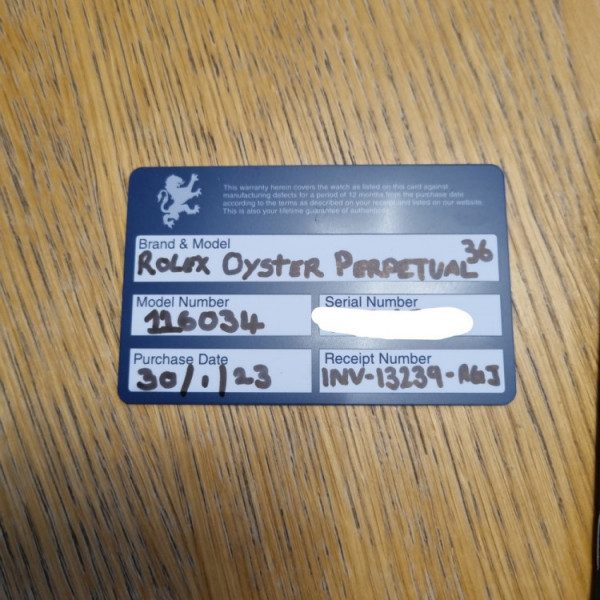 This warranty herein covers the watch as listed on this card against
manufacturing defects for a period of 12 months from the purchase date
according to the terms as described on your receipt and listed on our website.
This is also your lifetime guarantee of authenticity.
Brand & Model
ROLEX OYSTER PERPETUAL 36
Model Number Serial Number
116034
Purchase Date Receipt Number
30/1/23 INV-13239-RGJ